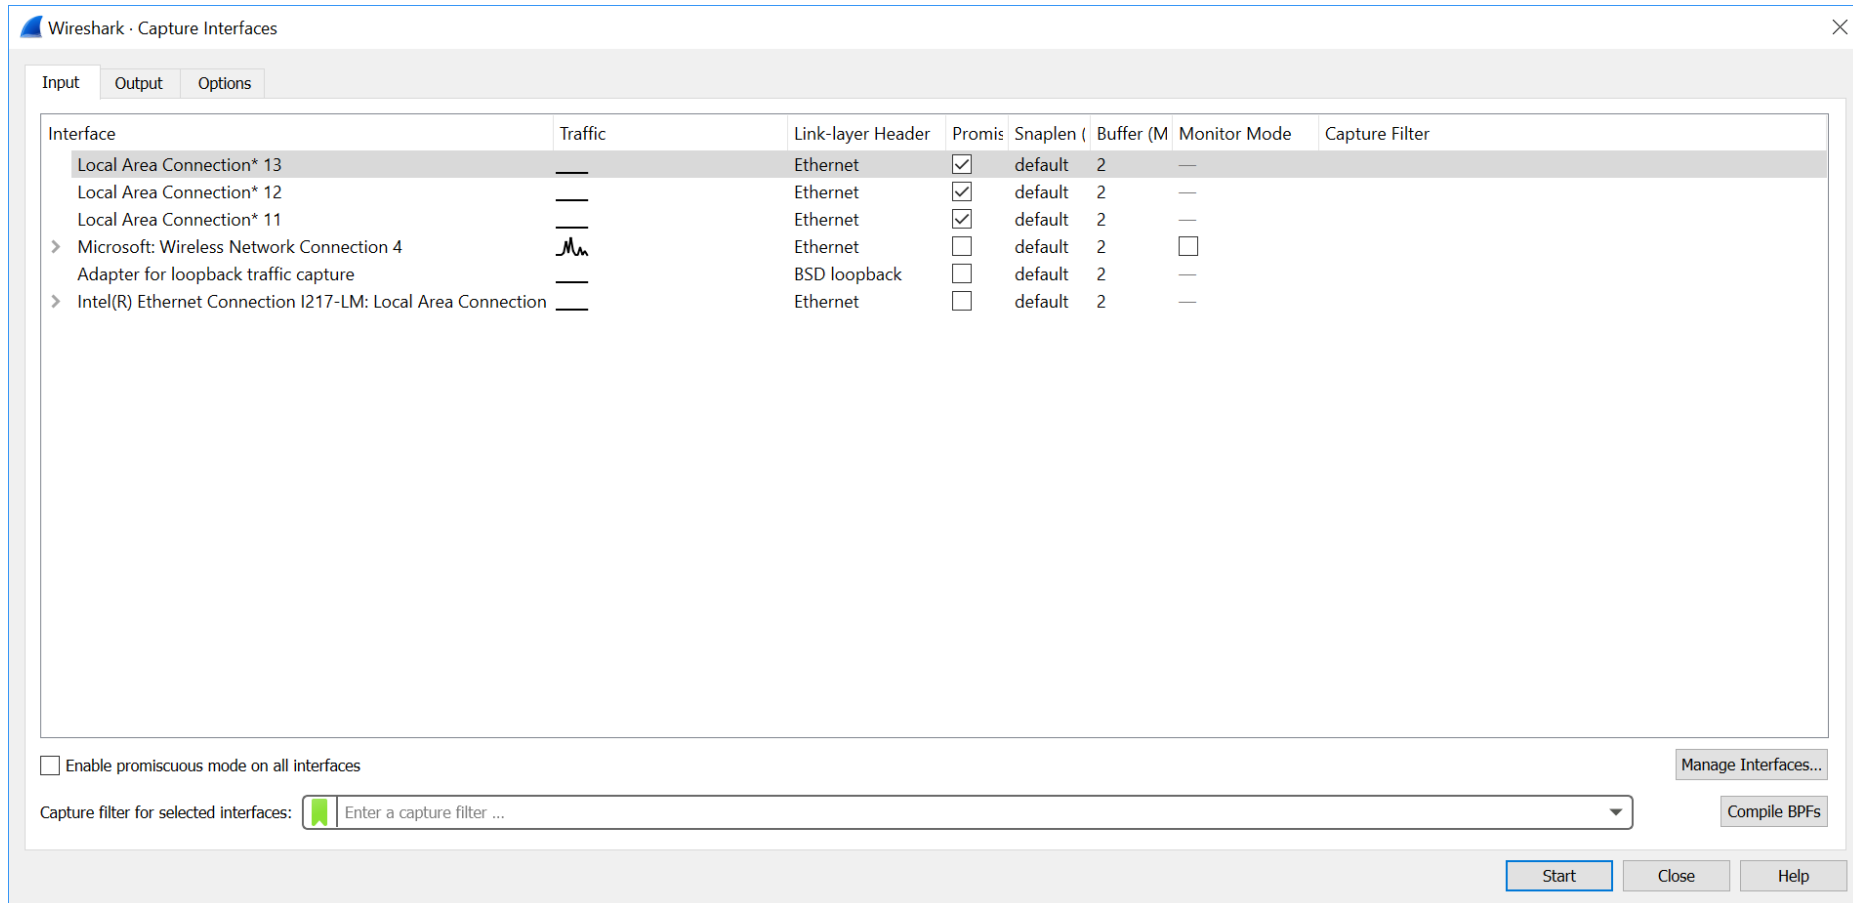 Wireshark · Capture Interfaces
Input Output Options
Interface Traffic Link-layer Header Promis Snaplen ( Buffer (M Monitor Mode Capture Filter
Local Area Connection* 13 Ethernet default 2 —
Local Area Connection* 12 Ethernet default 2 —
Local Area Connection* 11 Ethernet default 2 —
Microsoft: Wireless Network Connection 4 Ethernet default 2
Adapter for loopback traffic capture BSD loopback default 2 —
Intel(R) Ethernet Connection I217-LM: Local Area Connection Ethernet default 2 —
Enable promiscuous mode on all interfaces Manage Interfaces...
Capture filter for selected interfaces: Enter a capture filter ... Compile BPFs
Start Close Help